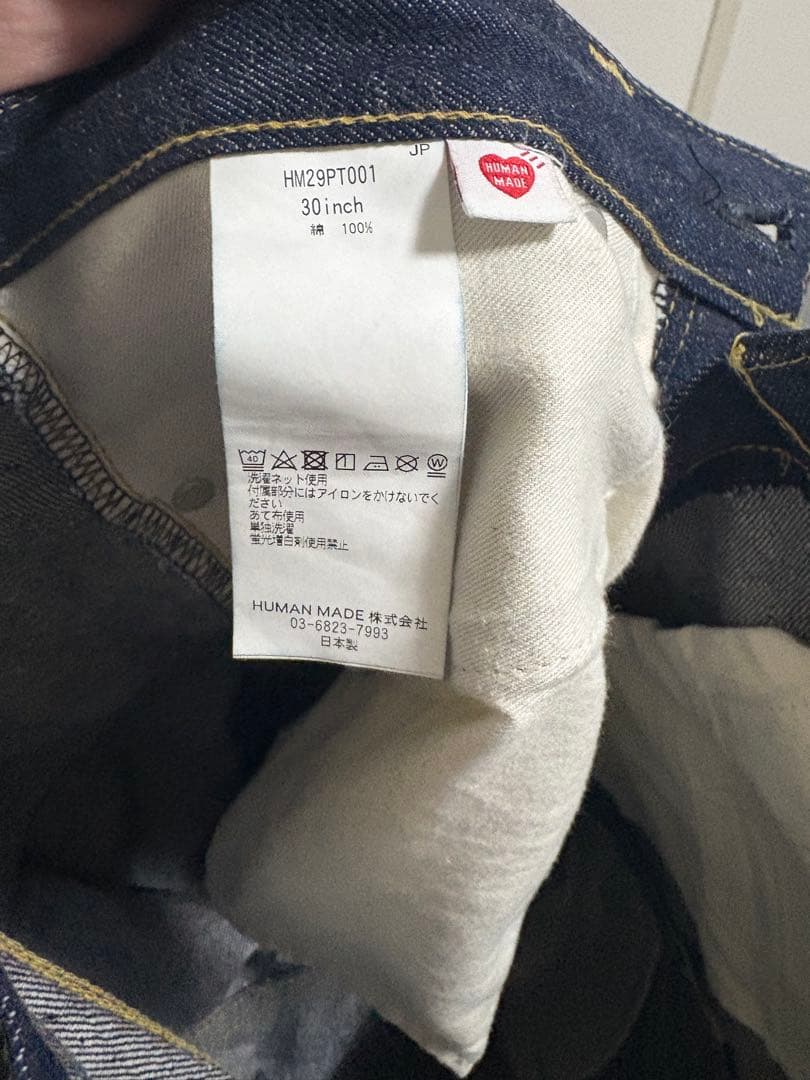 JP
HM29PT001
30inch
綿 100%
HUMAN
MADE
40 W
洗濯ネット使用
付属部分にはアイロンをかけないでく
ださい
あて布使用
単独洗濯
蛍光増白剤使用禁止
HUMAN MADE 株式会社
03-6823-7993
日本製